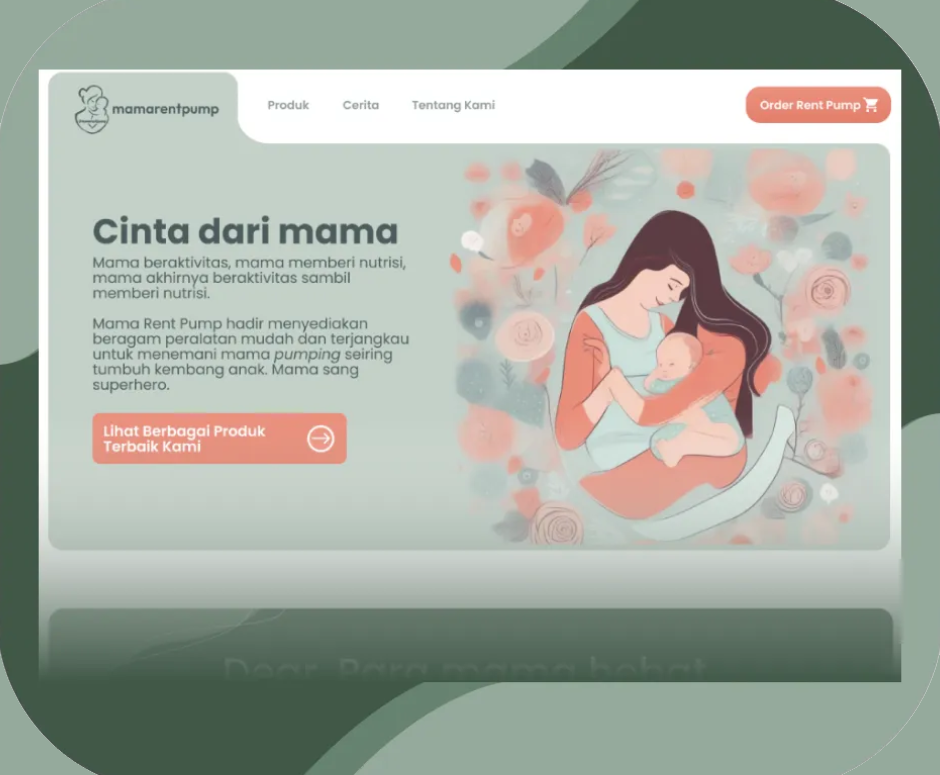 mamarentpump
Produk
Cerita
Tentang Kami
Order Rent Pump
Cinta dari mama
Mama beraktivitas, mama memberi nutrisi,
mama akhirnya beraktivitas sambil
memberi nutrisi.
Mama Rent Pump hadir menyediakan
beragam peralatan mudah dan terjangkau
untuk menemani mama pumping seiring
tumbuh kembang anak. Mama sang
superhero.
Lihat Berbagai Produk
Terbaik Kami
Dear, Para mama hebat